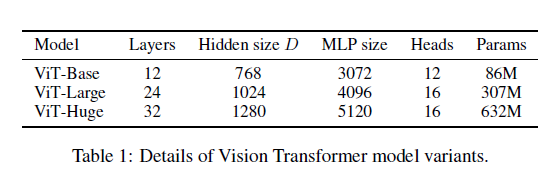 Model Layers Hidden size D MLP size Heads Params
ViT-Base 12 768 3072 12 86M
ViT-Large 24 1024 4096 16 307M
ViT-Huge 32 1280 5120 16 632M
Table 1: Details of Vision Transformer model variants.